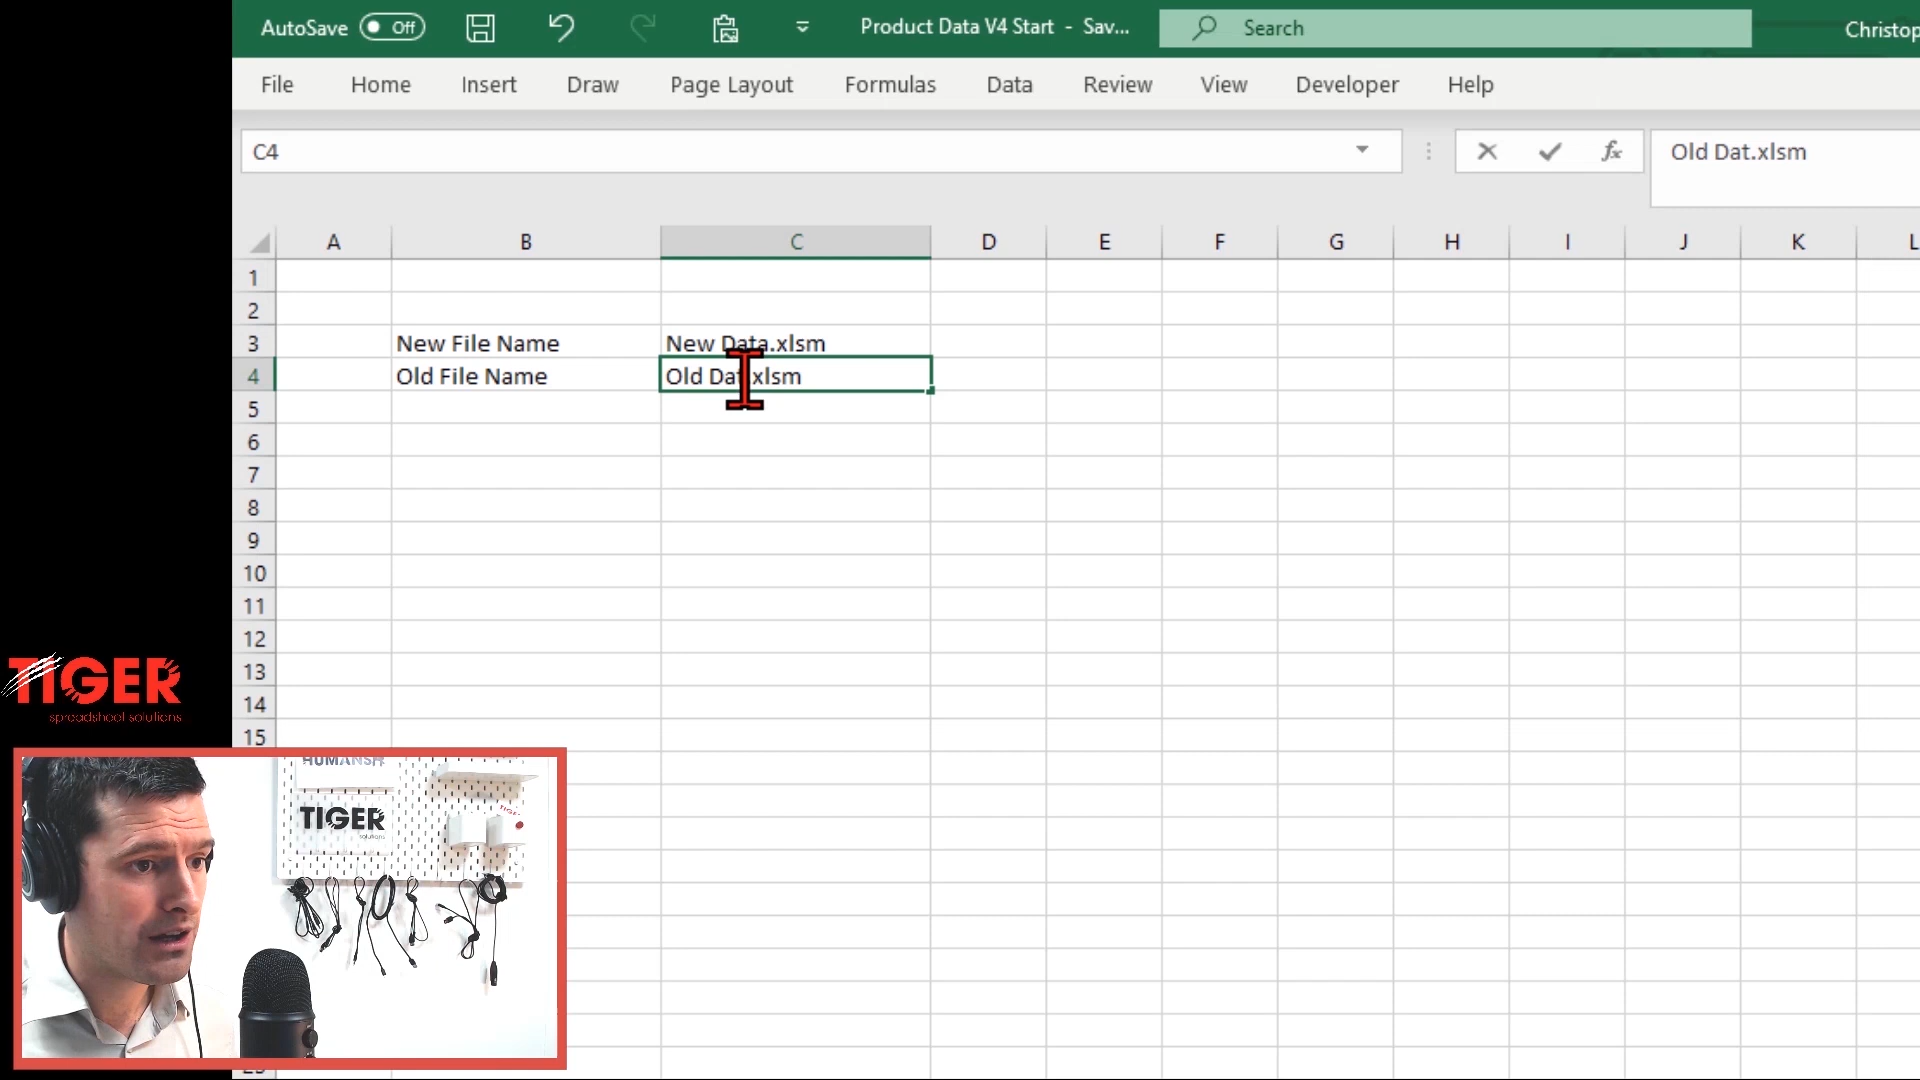 AutoSave Off Product Data V4 Start - Sav... Search Christop
File Home Insert Draw Page Layout Formulas Data Review View Developer Help
C4 fx Old Dat.xlsm
A B C D E F G H I J K L
1
2
3 New File Name New Data.xlsm
4 Old File Name Old Dat.xlsm
5
6
7
8
9
10
11
12
13
14
15
TIGER
spreadsheet solutions
HUMANSH
TIGER
solutions
TIGER